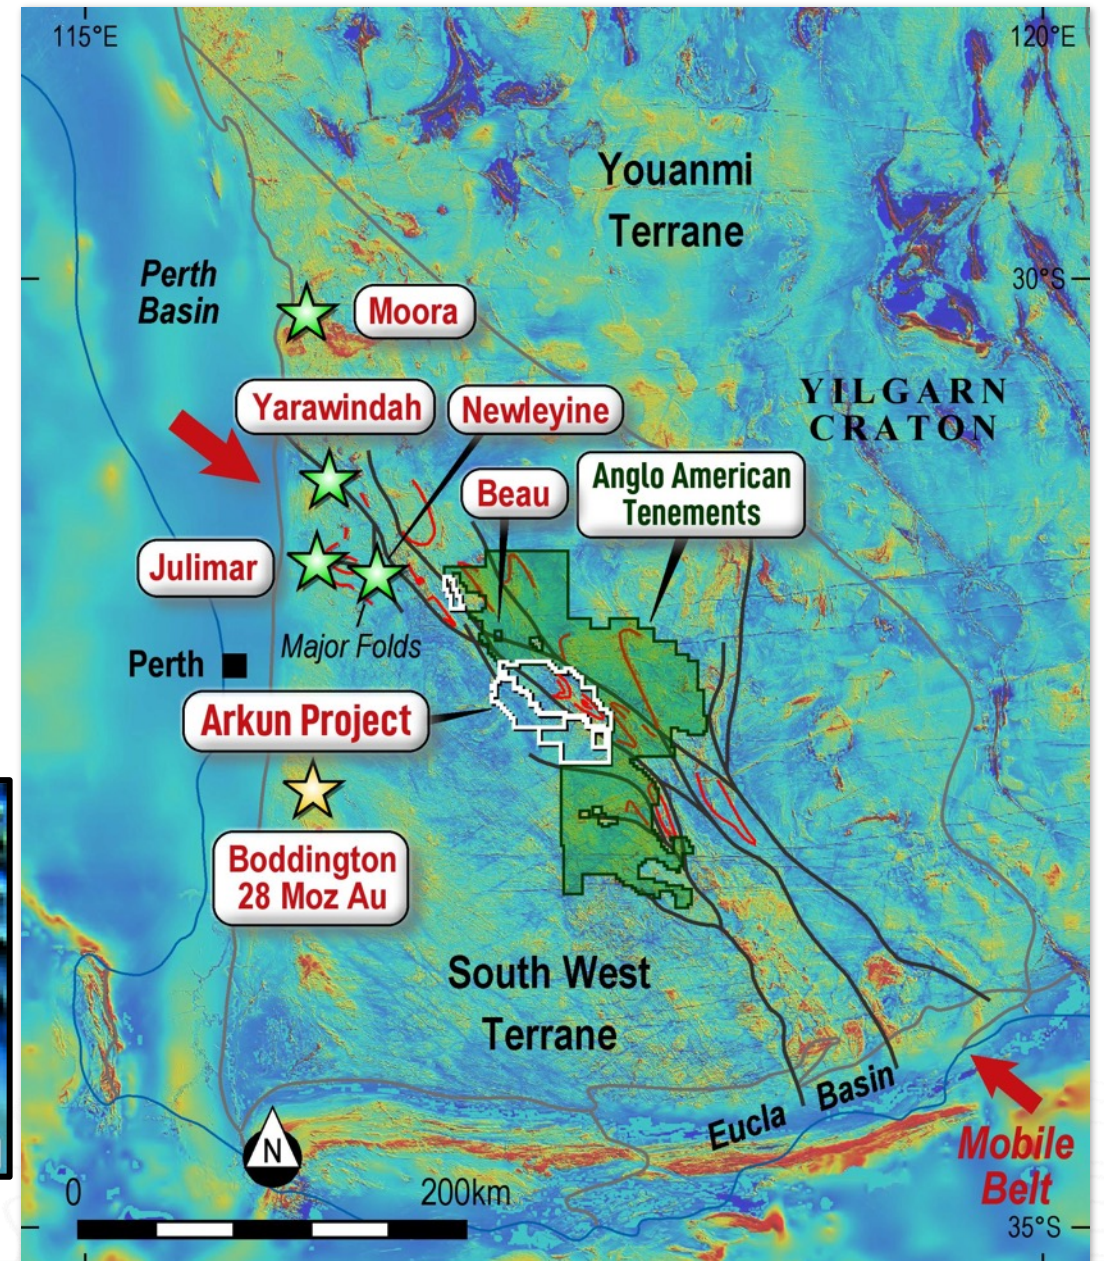 115°E
120°E
Youanmi
Terrane
Perth
Basin
30°S
Moora
Yarawindah
Newleyine
YILGARN
CRATON
Beau
Anglo American
Tenements
Julimar
Major Folds
Perth
Arkun Project
Boddington
28 Moz Au
South West
Terrane
Eucla Basin
N
Mobile
Belt
0
200km
35°S